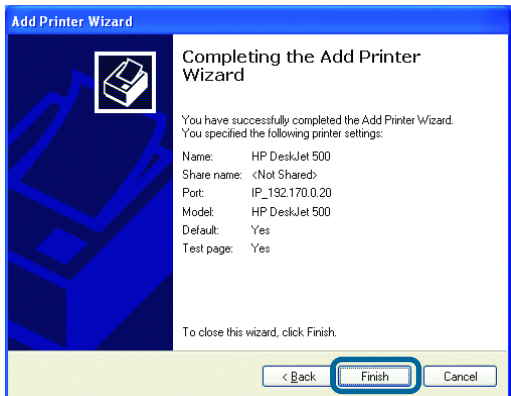 Add Printer Wizard
Completing the Add Printer
Wizard
You have successfully completed the Add Printer Wizard.
You specified the following printer settings:
Name: HP DeskJet 500
Share name: <Not Shared>
Port: IP_192.170.0.20
Model: HP DeskJet 500
Default: Yes
Test page: Yes
To close this wizard, click Finish.
< Back Finish Cancel